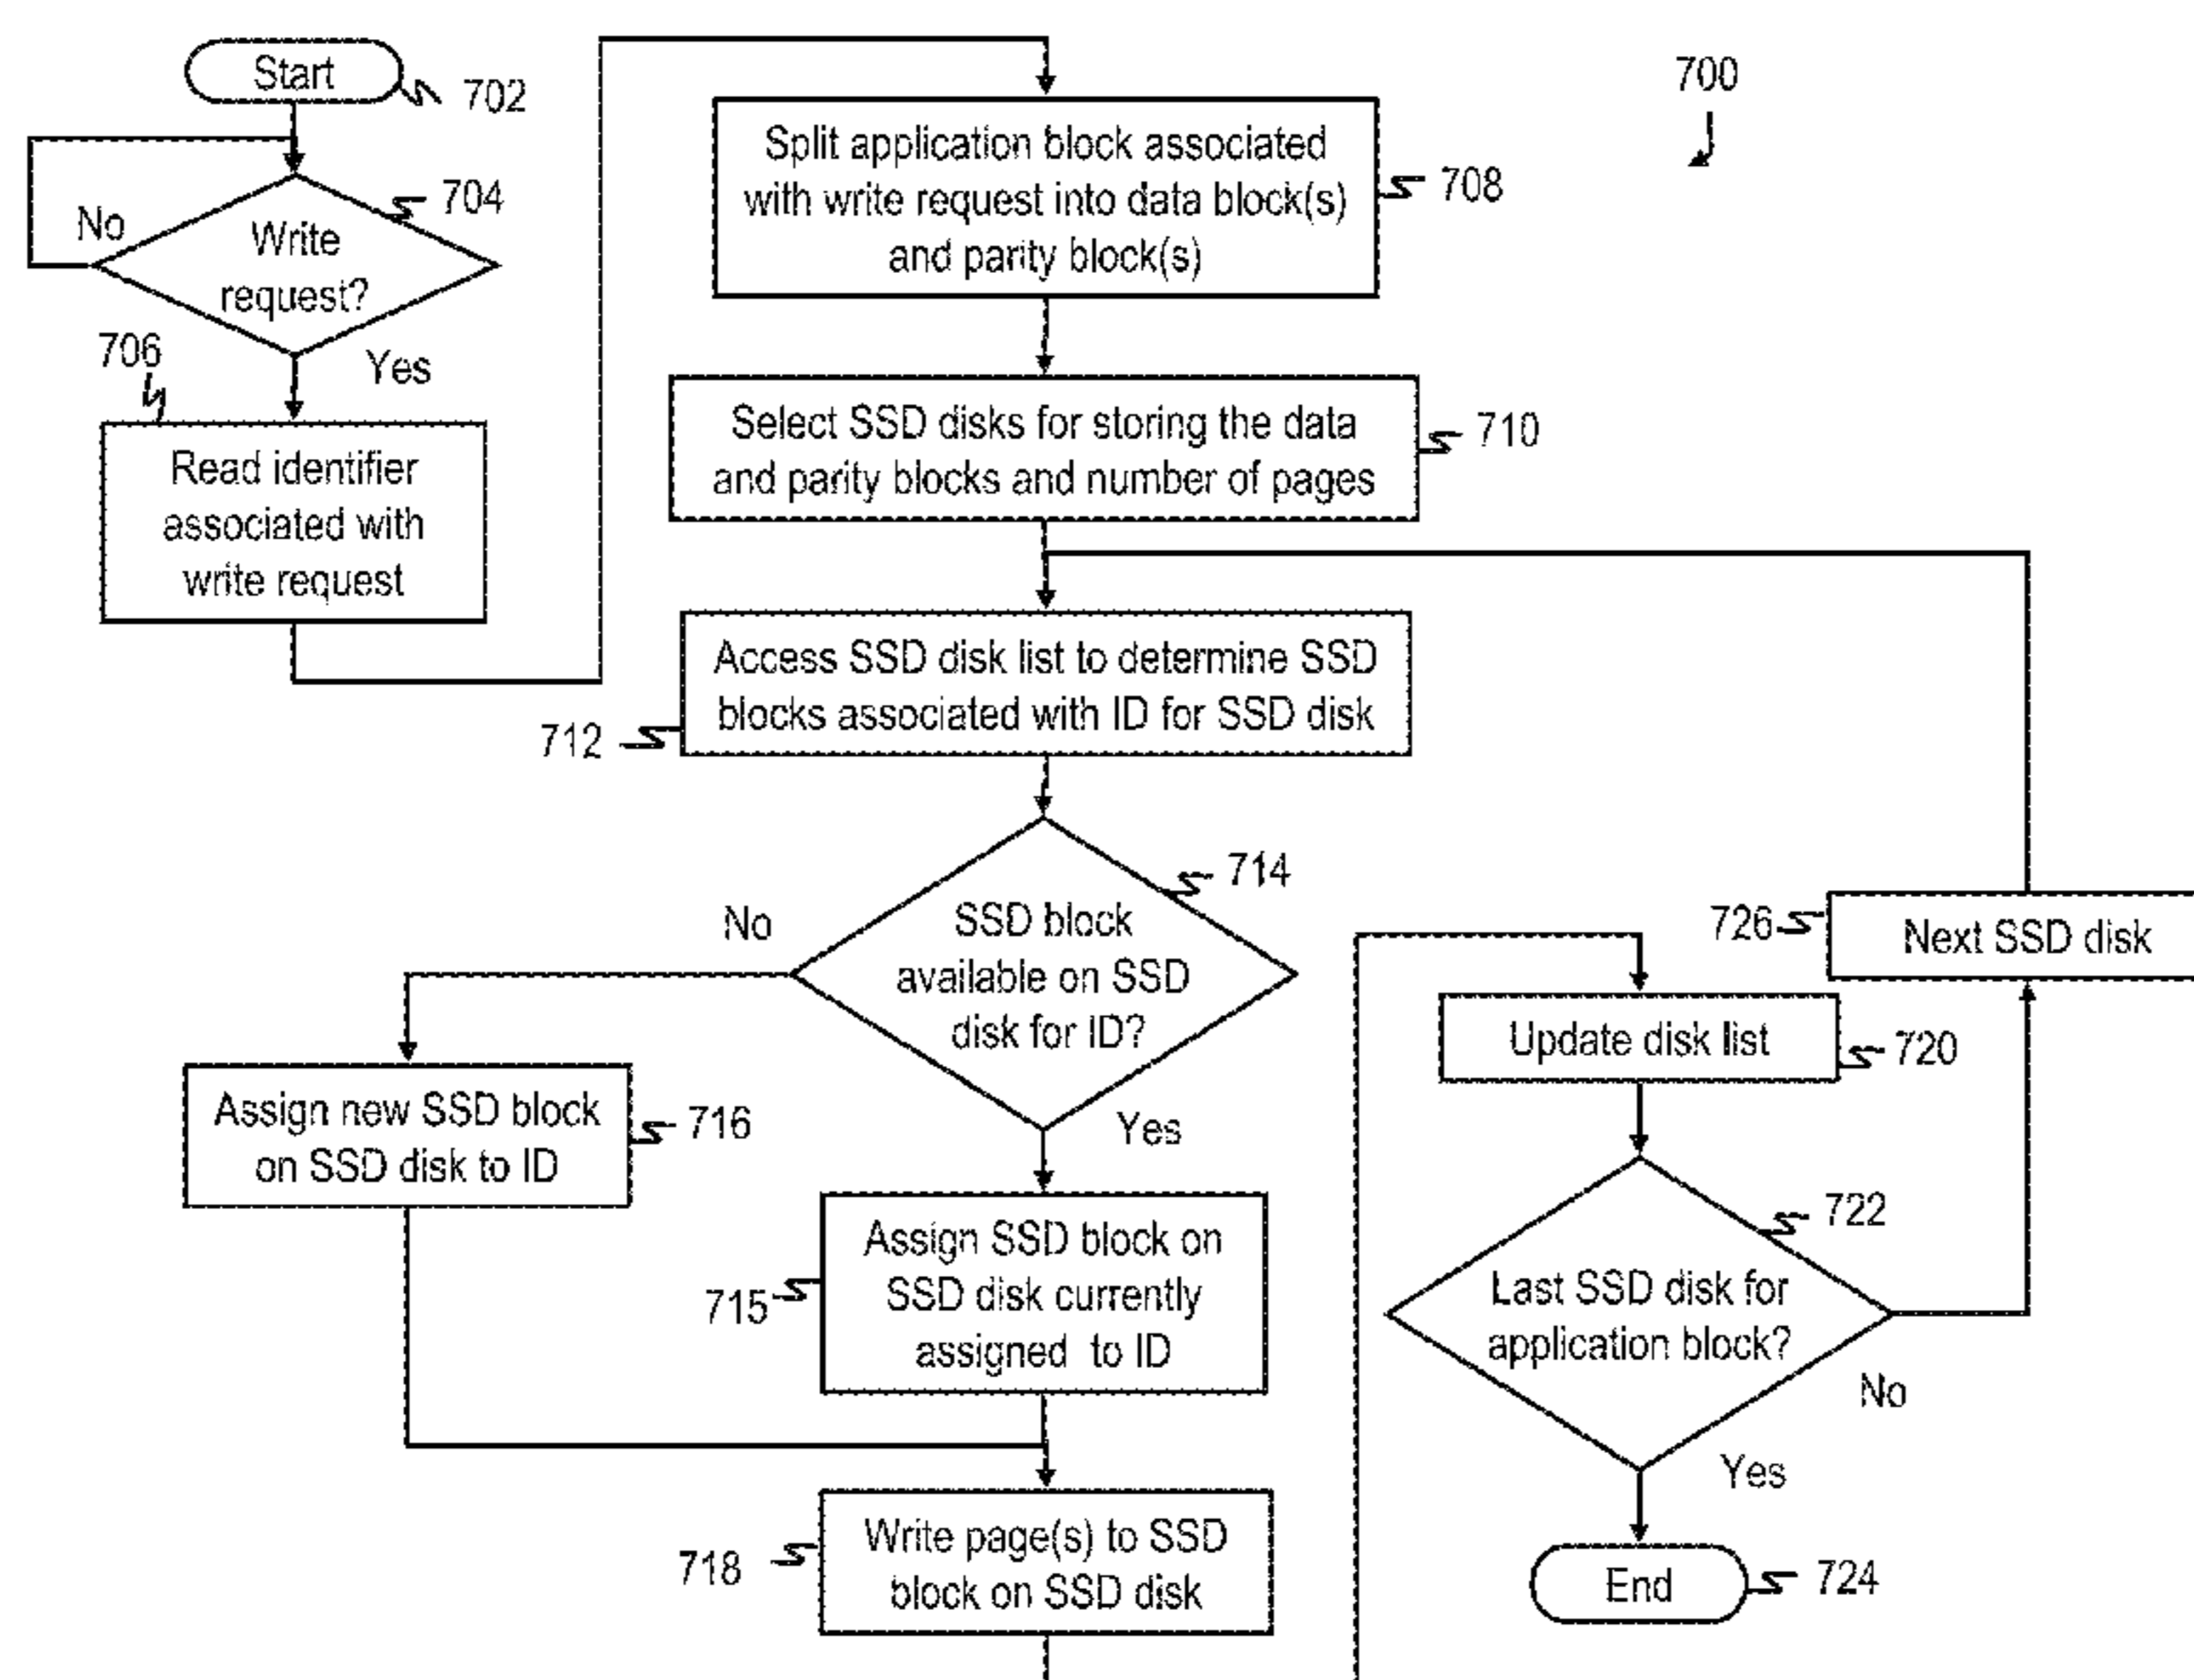 Start
702
700
704
No
Write
request?
Yes
706
Read identifier
associated with
write request
Split application block associated
with write request into data block(s)
and parity block(s)
708
Select SSD disks for storing the data
and parity blocks and number of pages
710
Access SSD disk list to determine SSD
blocks associated with ID for SSD disk
712
714
No
SSD block
available on SSD
disk for ID?
Yes
Assign new SSD block
on SSD disk to ID
716
Assign SSD block on
SSD disk currently
assigned to ID
715
Write page(s) to SSD
block on SSD disk
718
726
Next SSD disk
Update disk list
720
722
Last SSD disk for
application block?
No
Yes
End
724